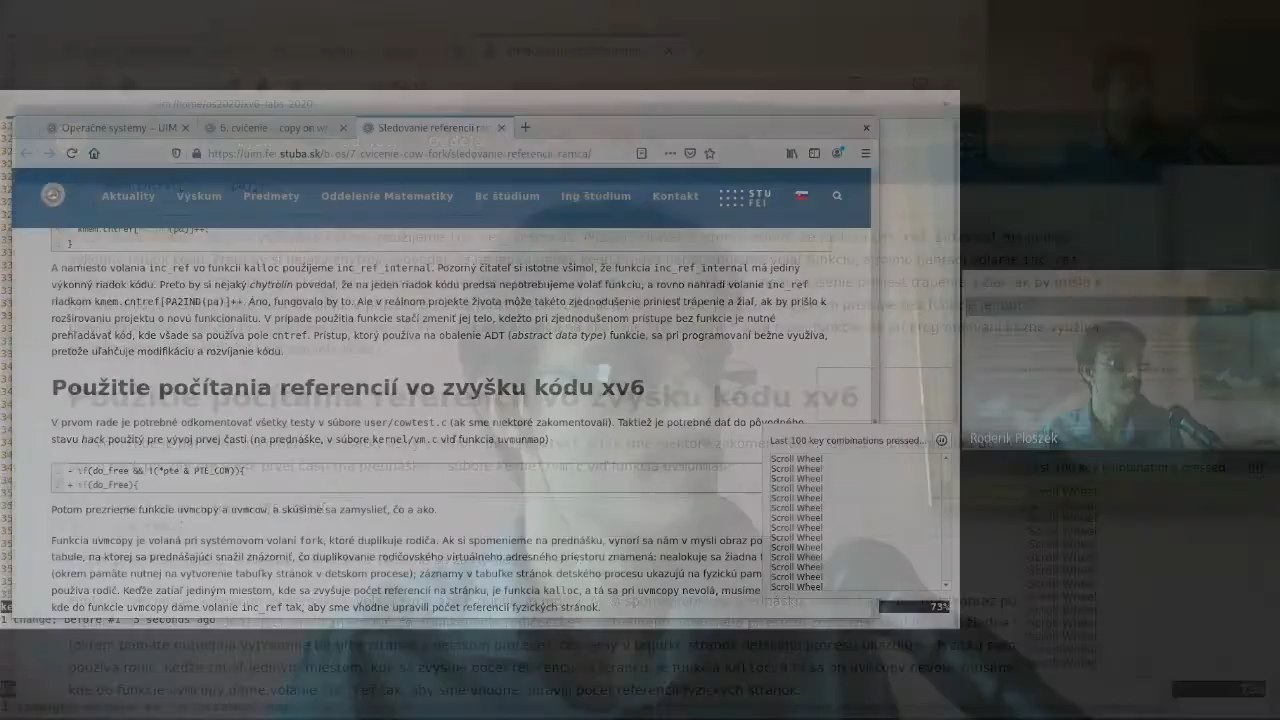 vim /home/os2020/xv6-labs-2020
Operačné systémy – UIM
6. cvičenie
copy on wr
Sledovanie referencií ra
https://uim.fei.stuba.sk/b-os/7-cvicenie-cow-fork/sledovanie-referencii-ramca/
Aktuality Výskum Predmety Oddelenie Matematiky Bc štúdium Ing štúdium Kontakt STU FEI
}
A namiesto volania inc_ref vo funkcii kalloc použijeme inc_ref_internal. Pozorný čitateľ si istotne všimol, že funkcia inc_ref_internal má jediný
výkonný riadok kódu. Preto by si nejaký chytrolín povedal, že na jeden riadok kódu predsa nepotrebujeme volať funkciu, a rovno nahradí volanie inc_ref
riadkom kmem.cntref[PA2IND(pa)]++. Áno, fungovalo by to. Ale v reálnom projekte života môže takéto zjednodušenie priniesť trápenie a žiaľ, ak by prišlo k
rozširovaniu projektu o novú funkcionalitu. V prípade použitia funkcie stačí zmeniť jej telo, kdežto pri zjednodušenom prístupe bez funkcie je nutné
prehľadávať kód, kde všade sa používa pole cntref. Prístup, ktorý používa na obalenie ADT (abstract data type) funkcie, sa pri programovaní bežne využíva,
pretože uľahčuje modifikáciu a rozvíjanie kódu.
Použitie počítania referencií vo zvyšku kódu xv6
V prvom rade je potrebné odkomentovať všetky testy v súbore user/cowtest.c (ak sme niektoré zakomentovali). Taktiež je potrebné dať do pôvodného
stavu hack použitý pre vývoj prvej časti (na prednáške, v súbore kernel/vm.c viď funkcia uvmunmap)
1 - if(do_free && !(*pte & PTE_COW)){
2 + if(do_free){
Potom prezrieme funkcie uvmcopy a uvmcow, a skúsime sa zamyslieť, čo a ako.
Funkcia uvmcopy je volaná pri systémovom volaní fork, ktoré duplikuje rodiča. Ak si spomenieme na prednášku, vynorí sa nám v mysli obraz po
tabule, na ktorej sa prednášajúci snažil znázorniť, čo duplikovanie rodičovského virtuálneho adresného priestoru znamená: nealokuje sa žiadna f
(okrem pamäte nutnej na vytvorenie tabuľky stránok v detskom procese); záznamy v tabuľke stránok detského procesu ukazujú na fyzickú pam
používa rodič. Keďže zatiaľ jediným miestom, kde sa zvyšuje počet referencií na stránku, je funkcia kalloc, a tá sa pri uvmcopy nevolá, musíme
kde do funkcie uvmcopy dáme volanie inc_ref tak, aby sme vhodne upravili počet referencií fyzických stránok.
Last 100 key combinations pressed...
Scroll Wheel
Scroll Wheel
Scroll Wheel
Scroll Wheel
Scroll Wheel
Scroll Wheel
Scroll Wheel
Scroll Wheel
Scroll Wheel
Scroll Wheel
Scroll Wheel
Scroll Wheel
Scroll Wheel
Scroll Wheel
73%
1 change; before #1 3 seconds ago
Roderik Ploszek